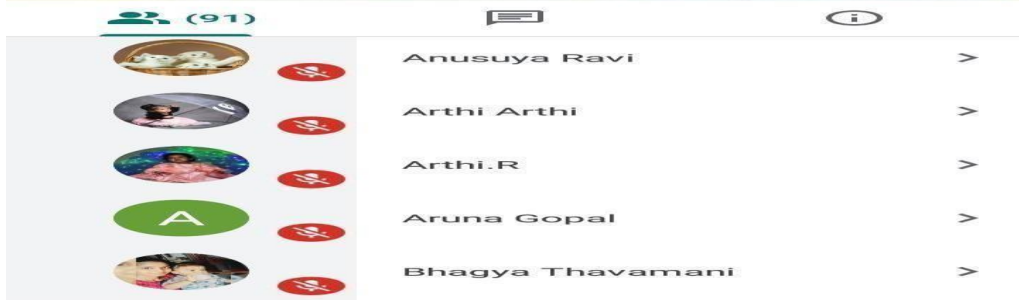 (91)
Anusuya Ravi
Arthi Arthi
Arthi.R
A
Aruna Gopal
Bhagya Thavamani